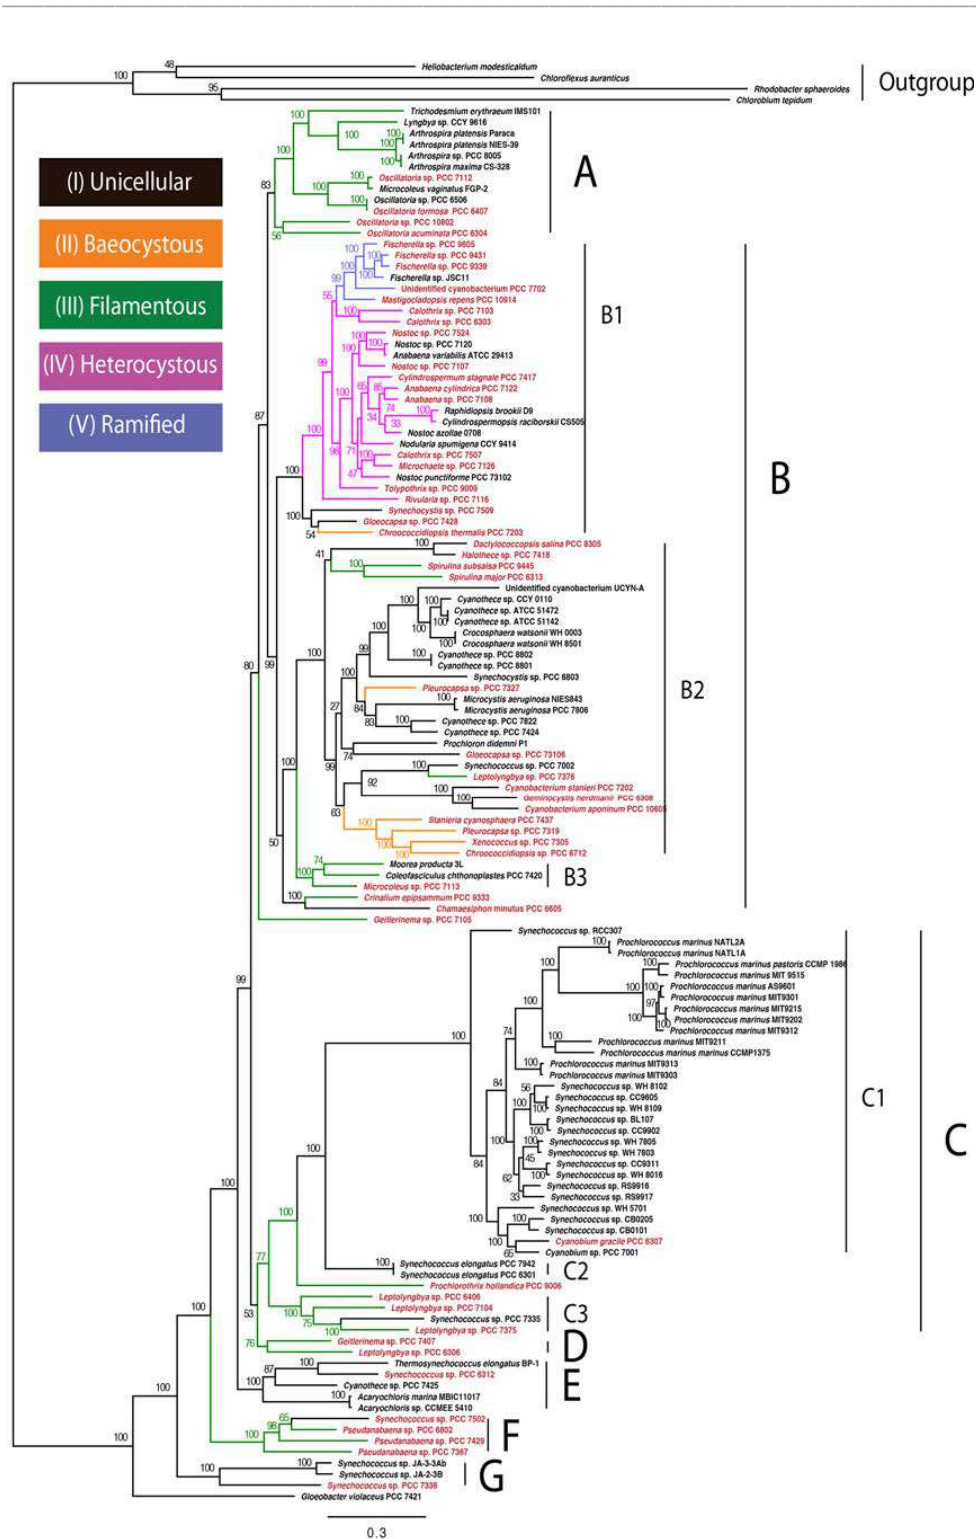 48
Heliobacterium modesticaldum
100
Chloroflexus auranticus
Outgroup
95
Rhodobacter sphaeroides
Chlorobium tepidum
Trichodesmium erythraeum IMS101
Lyngbya sp. CCY 9616
Arthrospira platensis Paraca
Arthrospira platensis NIES-39
Arthrospira sp. PCC 8005
Arthrospira maxima CS-328
Oscillatoria sp. PCC 7112
Microcoleus vaginatus FGP-2
Oscillatoria sp. PCC 6506
Oscillatoria formosa PCC 6407
Oscillatoria sp. PCC 10802
Oscillatoria acuminata PCC 6304
A
(I) Unicellular
(II) Baeocystous
(III) Filamentous
(IV) Heterocystous
(V) Ramified
Fischerella sp. PCC 9605
Fischerella sp. PCC 9431
Fischerella sp. PCC 9339
Fischerella sp. JSC11
Unidentified cyanobacterium PCC 7702
Mastigocladopsis repens PCC 10914
Calothrix sp. PCC 7103
Calothrix sp. PCC 6303
Nostoc sp. PCC 7524
Nostoc sp. PCC 7120
Anabaena variabilis ATCC 29413
Nostoc sp. PCC 7107
Cylindrospermum stagnale PCC 7417
Anabaena cylindrica PCC 7122
Anabaena sp. PCC 7108
Raphidiopsis brookii D9
Cylindrospermopsis raciborskii CS505
Nostoc azollae 0708
Nodularia spumigena CCY 9414
Calothrix sp. PCC 7507
Microchaete sp. PCC 7126
Nostoc punctiforme PCC 73102
Tolypothrix sp. PCC 9009
Rivularia sp. PCC 7116
Synechocystis sp. PCC 7509
Gloeocapsa sp. PCC 7428
Chroococcidiopsis thermalis PCC 7203
B1
B
Dactylococcopsis salina PCC 8305
Halothece sp. PCC 7418
Spirulina subsalsa PCC 9445
Spirulina major PCC 6313
Unidentified cyanobacterium UCYN-A
Cyanothece sp. CCY 0110
Cyanothece sp. ATCC 51472
Cyanothece sp. ATCC 51142
Crocosphaera watsonii WH 0003
Crocosphaera watsonii WH 8501
Cyanothece sp. PCC 8802
Cyanothece sp. PCC 8801
Synechocystis sp. PCC 6803
Pleurocapsa sp. PCC 7327
Microcystis aeruginosa NIES843
Microcystis aeruginosa PCC 7806
Cyanothece sp. PCC 7822
Cyanothece sp. PCC 7424
Prochloron didemni P1
Gloeocapsa sp. PCC 73106
Synechococcus sp. PCC 7002
Leptolyngbya sp. PCC 7376
Cyanobacterium stanieri PCC 7202
Geminocystis herdmanii PCC 6308
Cyanobacterium aponinum PCC 10605
Stanieria cyanosphaera PCC 7437
Pleurocapsa sp. PCC 7319
Xenococcus sp. PCC 7305
Chroococcidiopsis sp. PCC 6712
B2
Moorea producta 3L
Coleofasciculus chthonoplastes PCC 7420
Microcoleus sp. PCC 7113
B3
Crinalium epipsammum PCC 9333
Chamaesiphon minutus PCC 6605
Geitlerinema sp. PCC 7105
Synechococcus sp. RCC307
Prochlorococcus marinus NATL2A
Prochlorococcus marinus NATL1A
Prochlorococcus marinus pastoris CCMP 1986
Prochlorococcus marinus MIT 9515
Prochlorococcus marinus AS9601
Prochlorococcus marinus MIT9301
Prochlorococcus marinus MIT9215
Prochlorococcus marinus MIT9202
Prochlorococcus marinus MIT9312
Prochlorococcus marinus MIT9211
Prochlorococcus marinus marinus CCMP1375
Prochlorococcus marinus MIT9313
Prochlorococcus marinus MIT9303
Synechococcus sp. WH 8102
Synechococcus sp. CC9605
Synechococcus sp. WH 8109
Synechococcus sp. BL107
Synechococcus sp. CC9902
Synechococcus sp. WH 7805
Synechococcus sp. WH 7803
Synechococcus sp. CC9311
Synechococcus sp. WH 8016
Synechococcus sp. RS9916
Synechococcus sp. RS9917
Synechococcus sp. WH 5701
Synechococcus sp. CB0205
Synechococcus sp. CB0101
Cyanobium gracile PCC 6307
Cyanobium sp. PCC 7001
C1
C
Synechococcus elongatus PCC 7942
Synechococcus elongatus PCC 6301
C2
Prochlorothrix hollandica PCC 9006
Leptolyngbya sp. PCC 6406
Leptolyngbya sp. PCC 7104
Synechococcus sp. PCC 7335
Leptolyngbya sp. PCC 7375
C3
Geitlerinema sp. PCC 7407
Leptolyngbya sp. PCC 6306
D
Thermosynechococcus elongatus BP-1
Synechococcus sp. PCC 6312
Cyanothece sp. PCC 7425
Acaryochloris marina MBIC11017
Acaryochloris sp. CCMEE 5410
E
Synechococcus sp. PCC 7502
Pseudanabaena sp. PCC 6802
Pseudanabaena sp. PCC 7429
Pseudanabaena sp. PCC 7367
F
Synechococcus sp. JA-3-3Ab
Synechococcus sp. JA-2-3B
Synechococcus sp. PCC 7336
G
Gloeobacter violaceus PCC 7421
0.3